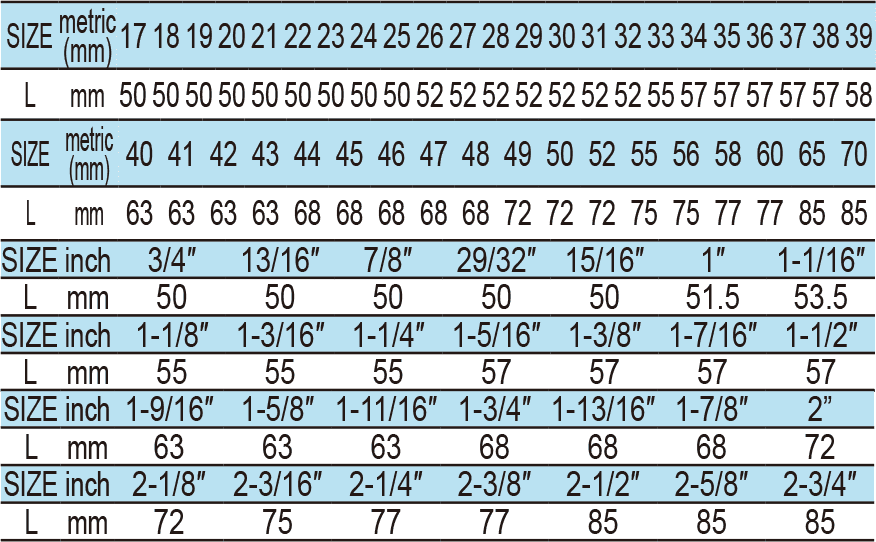 SIZE metric (mm) 17 18 19 20 21 22 23 24 25 26 27 28 29 30 31 32 33 34 35 36 37 38 39
L mm 50 50 50 50 50 50 50 50 50 52 52 52 52 52 52 52 55 57 57 57 57 57 58
SIZE metric (mm) 40 41 42 43 44 45 46 47 48 49 50 52 55 56 58 60 65 70
L mm 63 63 63 63 68 68 68 68 68 72 72 72 75 75 77 77 85 85
SIZE inch 3/4″ 13/16″ 7/8″ 29/32″ 15/16″ 1″ 1-1/16″
L mm 50 50 50 50 50 51.5 53.5
SIZE inch 1-1/8″ 1-3/16″ 1-1/4″ 1-5/16″ 1-3/8″ 1-7/16″ 1-1/2″
L mm 55 55 55 57 57 57 57
SIZE inch 1-9/16″ 1-5/8″ 1-11/16″ 1-3/4″ 1-13/16″ 1-7/8″ 2”
L mm 63 63 63 68 68 68 72
SIZE inch 2-1/8″ 2-3/16″ 2-1/4″ 2-3/8″ 2-1/2″ 2-5/8″ 2-3/4″
L mm 72 75 77 77 85 85 85